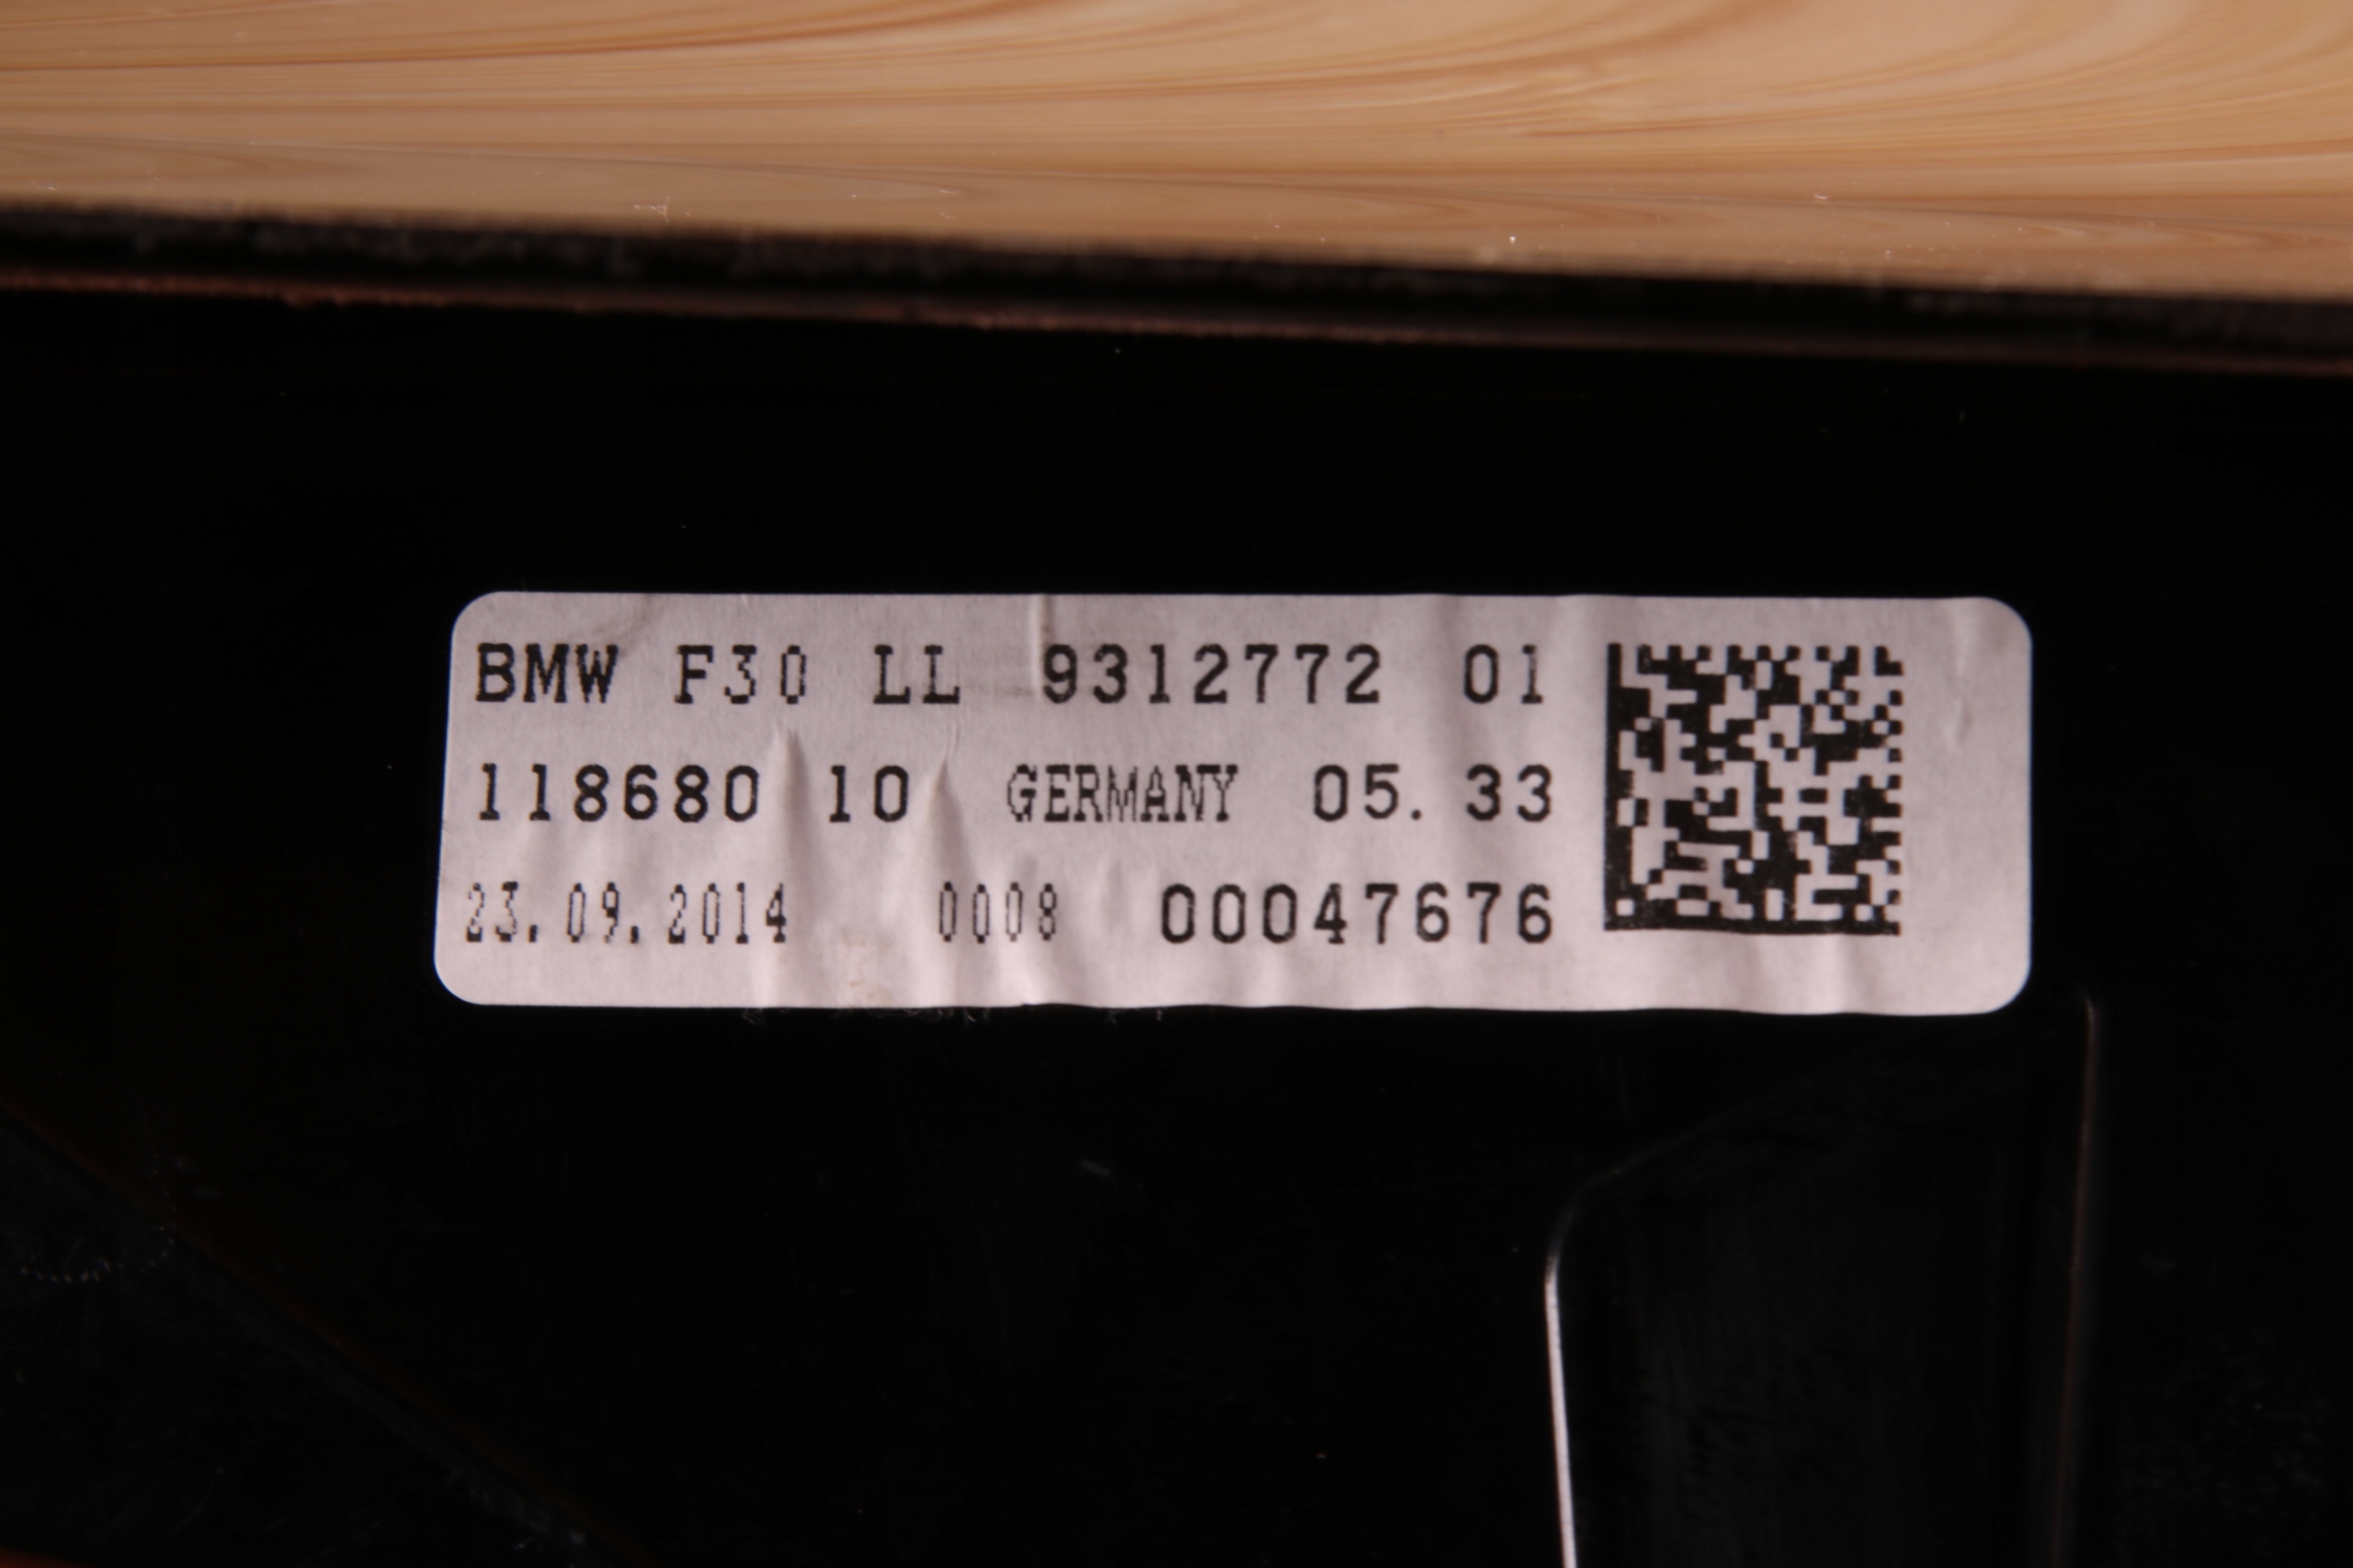 BMW F30 LL 9312772 01
118680 10 GERMANY 05.33
23.09.2014 0008 00047676